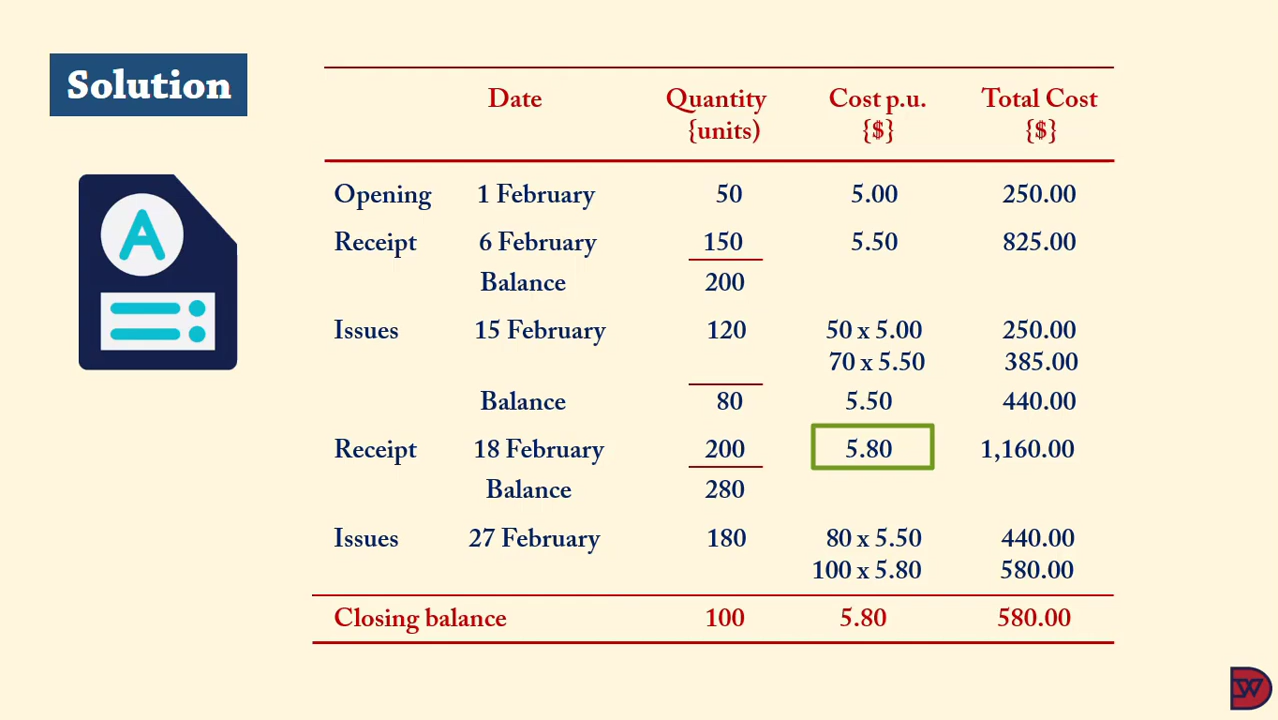 Solution
Date Quantity Cost p.u. Total Cost
{units) {$} {$}
Opening 1 February 50 5.00 250.00
Receipt 6 February 150 5.50 825.00
Balance 200
Issues 15 February 120 50 x 5.00 250.00
70 x 5.50 385.00
Balance 80 5.50 440.00
Receipt 18 February 200 5.80 1,160.00
Balance 280
Issues 27 February 180 80 x 5.50 440.00
100 x 5.80 580.00
Closing balance 100 5.80 580.00
A
DW